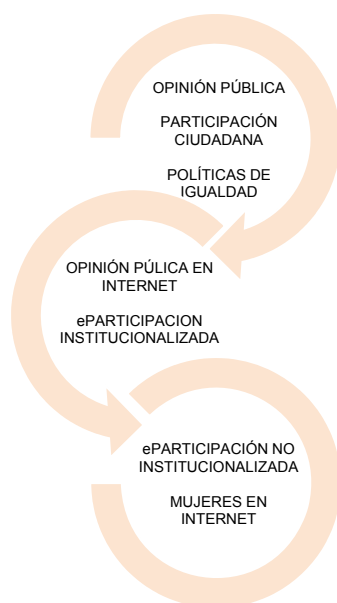 OPINIÓN PÚBLICA
PARTICIPACIÓN
CIUDADANA
POLÍTICAS DE
IGUALDAD
OPINIÓN PÚLICA EN
INTERNET
ePARTICIPACION
INSTITUCIONALIZADA
ePARTICIPACIÓN NO
INSTITUCIONALIZADA
MUJERES EN
INTERNET